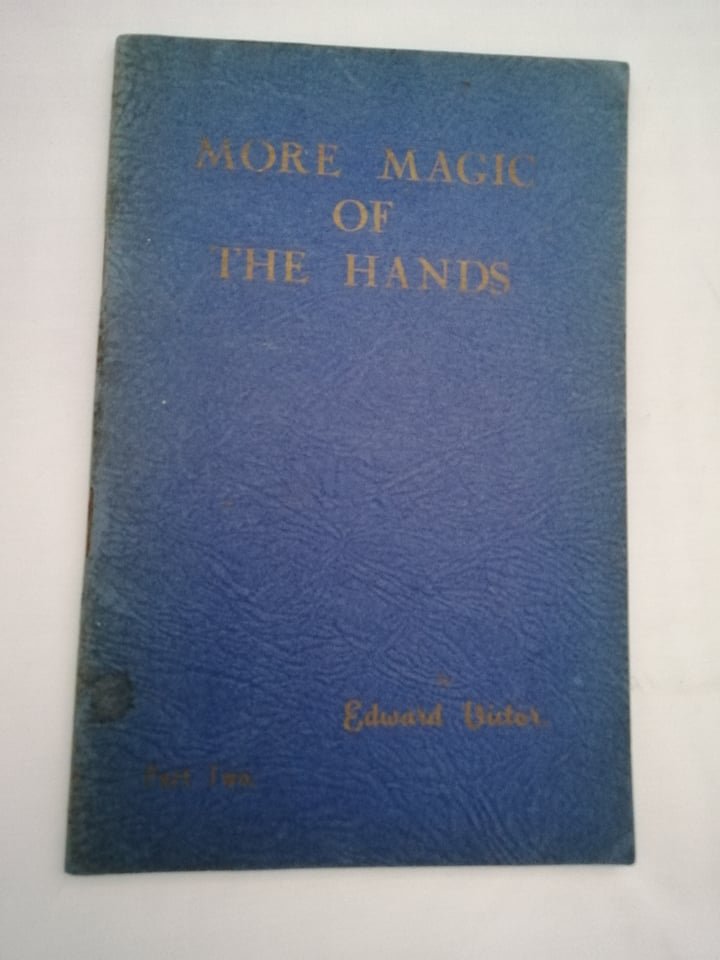 MORE MAGIC
OF
THE HANDS
by
Edward Victor.
Part Two.